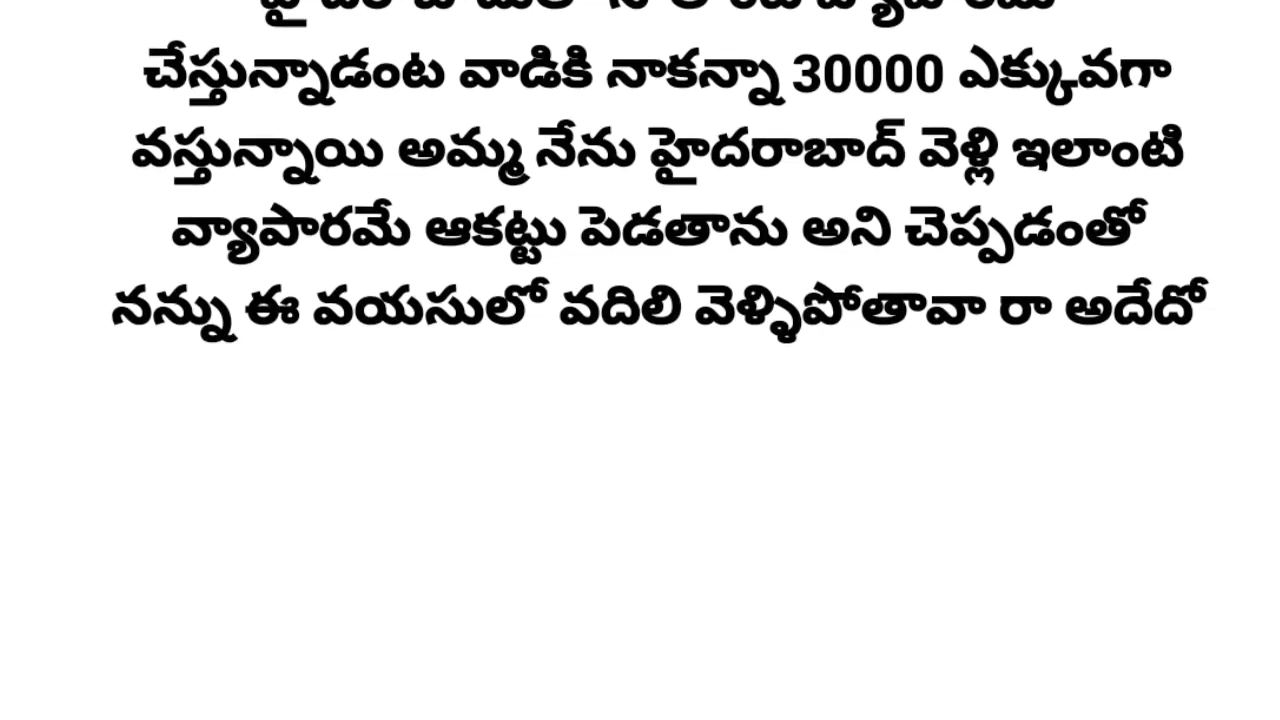 చేస్తున్నాడంట వాడికి నాకన్నా 30000 ఎక్కువగా
వస్తున్నాయి అమ్మ నేను హైదరాబాద్ వెళ్లి ఇలాంటి
వ్యాపారమే ఆకట్టు పెడతాను అని చెప్పడంతో
నన్ను ఈ వయసులో వదిలి వెళ్ళిపోతావా రా అదేదో